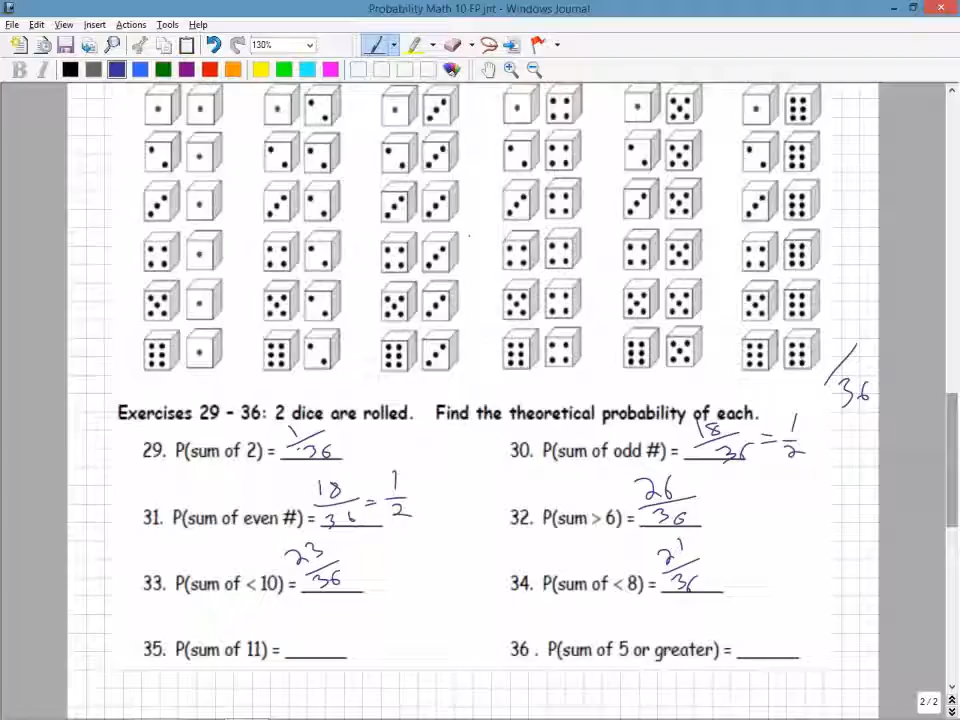 Probability Math 10 FP.jnt - Windows Journal
File Edit View Insert Actions Tools Help
130%
B I
/36
Exercises 29 - 36: 2 dice are rolled. Find the theoretical probability of each.
29. P(sum of 2) = 1/36
30. P(sum of odd #) = 18/36 = 1/2
31. P(sum of even #) = 18/36 = 1/2
32. P(sum > 6) = 26/36
33. P(sum of < 10) = 23/36
34. P(sum of < 8) = 21/36
35. P(sum of 11) = ______
36 . P(sum of 5 or greater) = ______
2 / 2